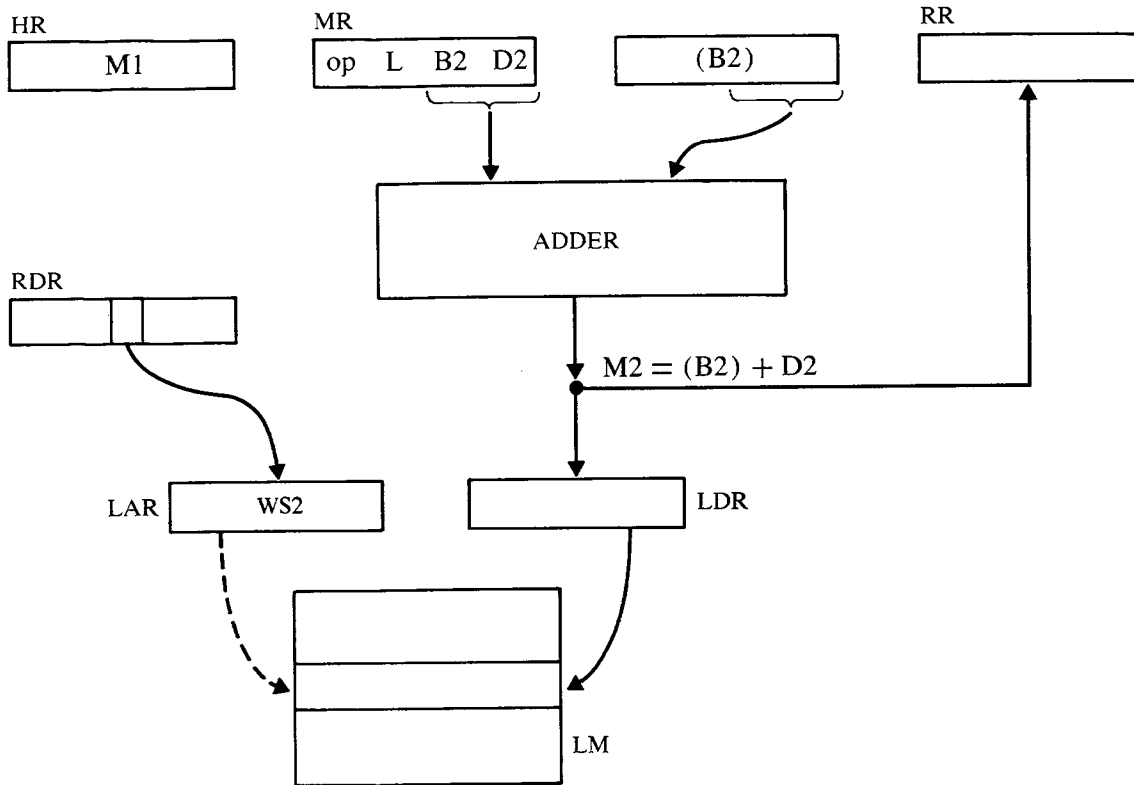 HR
MR
RR
M1
op L B2 D2
(B2)
ADDER
RDR
M2 = (B2) + D2
LAR
WS2
LDR
LM